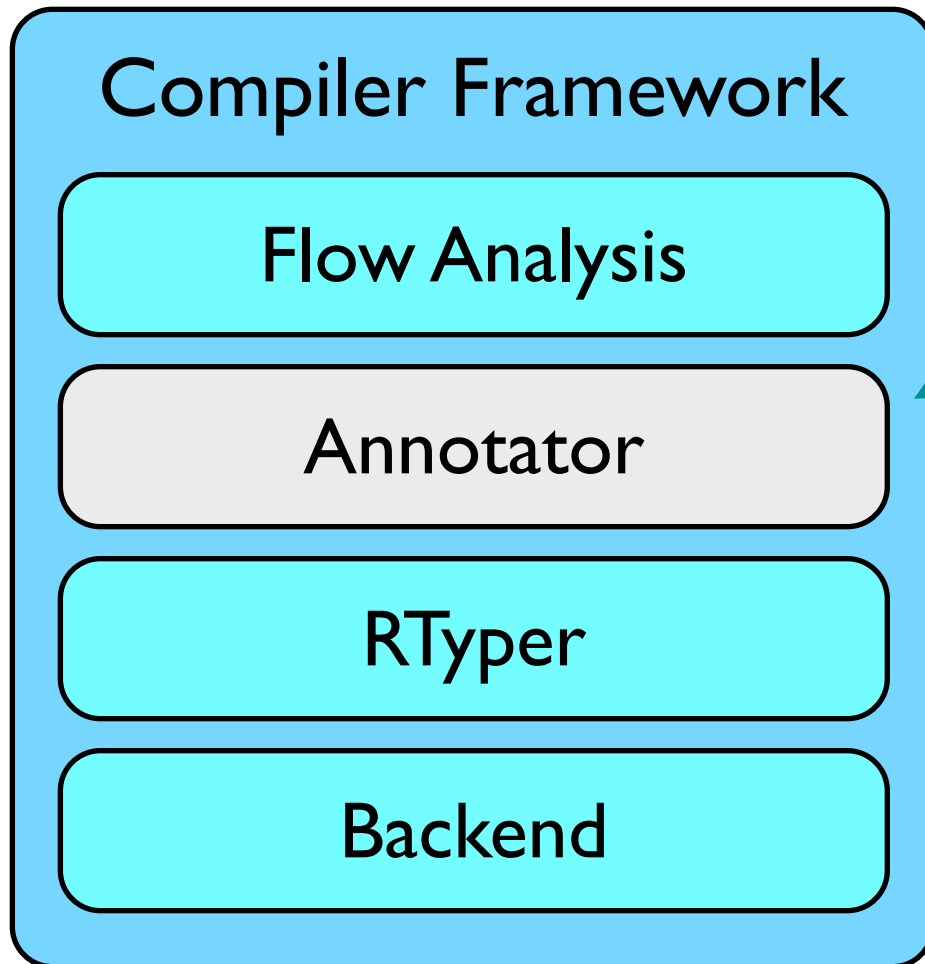 Compiler Framework
Flow Analysis
Annotator
RTyper
Backend